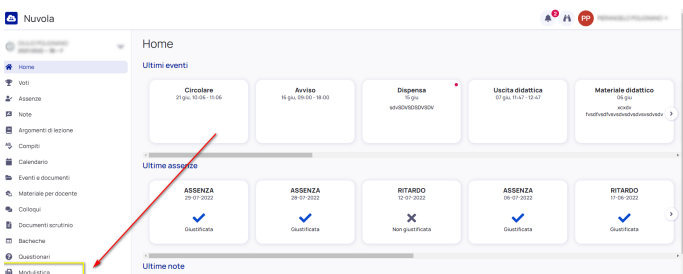 Nuvola
2
PP
Home
Voti
Assenze
Note
Argomenti di lezione
Compiti
Calendario
Eventi e documenti
Materiale per docente
Colloqui
Documenti scrutinio
Bacheche
Questionari
Modulistica
Home
Ultimi eventi
Circolare
21 giu, 10:06 - 11:06
Avviso
16 giu, 09:00 - 18:00
Dispensa
15 giu
sdvSDVSDSDVSDV
Uscita didattica
07 giu, 11:47 - 12:47
Materiale didattico
06 giu
xcxdv
Ultime assenze
ASSENZA
29-07-2022
Giustificata
ASSENZA
28-07-2022
Giustificata
RITARDO
12-07-2022
Non giustificata
ASSENZA
06-07-2022
Giustificata
RITARDO
17-06-2022
Giustificata
Ultime note